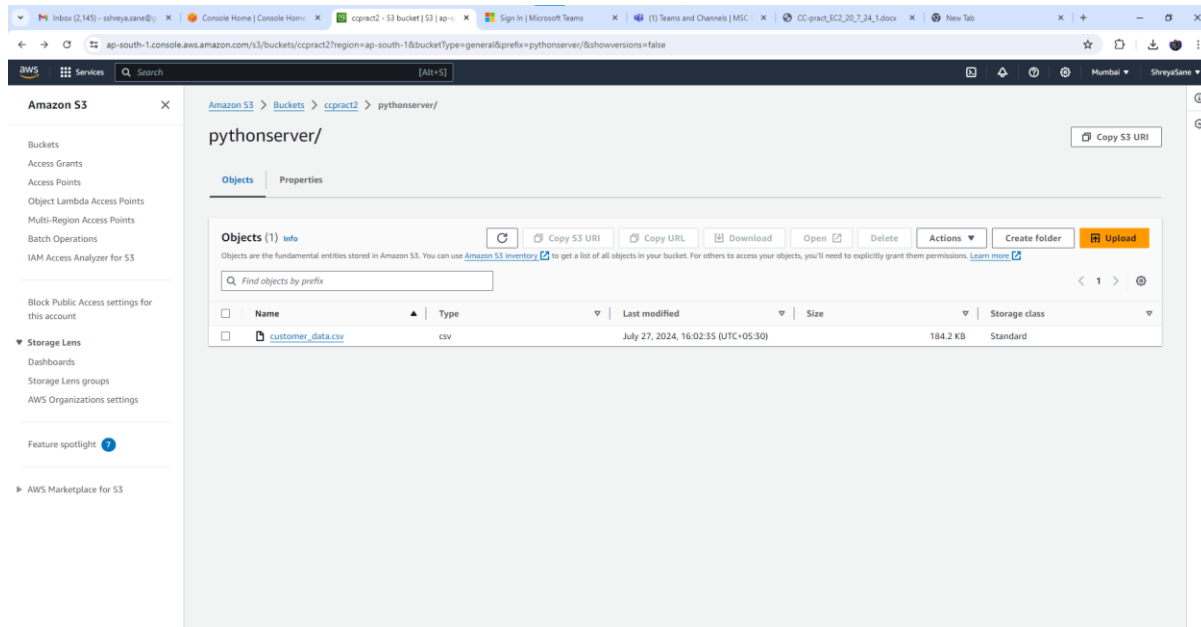 Inbox (2,145) - sshreya.sane@g
Console Home | Console Home
ccpract2 - S3 bucket | S3 | ap-s
Sign In | Microsoft Teams
(1) Teams and Channels | MSC
CC-pract_EC2_20_7_24_1.docx
New Tab
ap-south-1.console.aws.amazon.com/s3/buckets/ccpract2?region=ap-south-1&bucketType=general&prefix=pythonserver/&showversions=false
aws Services Search [Alt+S] Mumbai ShreyaSane
Amazon S3
Buckets
Access Grants
Access Points
Object Lambda Access Points
Multi-Region Access Points
Batch Operations
IAM Access Analyzer for S3
Block Public Access settings for
this account
Storage Lens
Dashboards
Storage Lens groups
AWS Organizations settings
Feature spotlight 7
AWS Marketplace for S3
Amazon S3 > Buckets > ccpract2 > pythonserver/
pythonserver/
Copy S3 URI
Objects Properties
Objects (1) Info
Copy S3 URI Copy URL Download Open Delete Actions Create folder Upload
Objects are the fundamental entities stored in Amazon S3. You can use Amazon S3 inventory to get a list of all objects in your bucket. For others to access your objects, you'll need to explicitly grant them permissions. Learn more
Find objects by prefix
1
Name Type Last modified Size Storage class
customer_data.csv csv July 27, 2024, 16:02:35 (UTC+05:30) 184.2 KB Standard